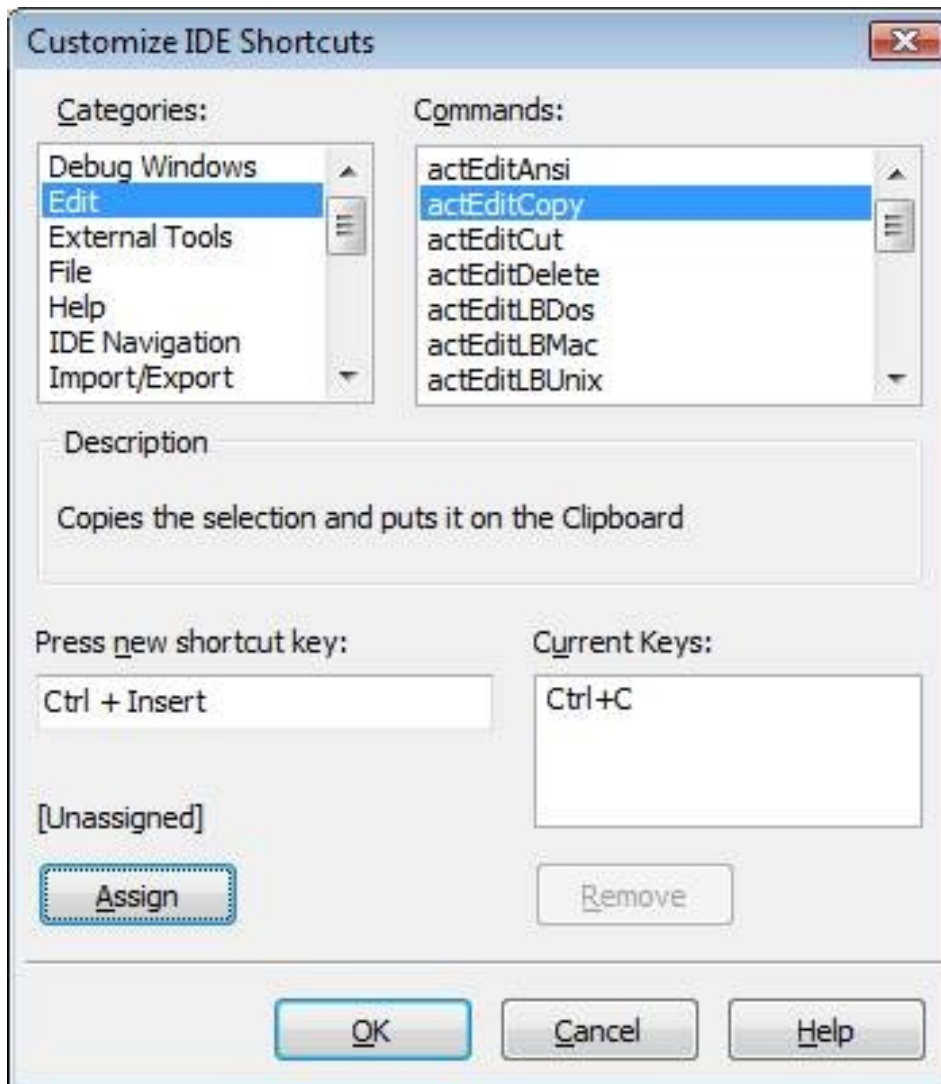 Customize IDE Shortcuts
Categories:
Debug Windows
Edit
External Tools
File
Help
IDE Navigation
Import/Export
Commands:
actEditAnsi
actEditCopy
actEditCut
actEditDelete
actEditLBDos
actEditLBMac
actEditLBUnix
Description
Copies the selection and puts it on the Clipboard
Press new shortcut key:
Ctrl + Insert
[Unassigned]
Assign
Current Keys:
Ctrl+C
Remove
OK
Cancel
Help